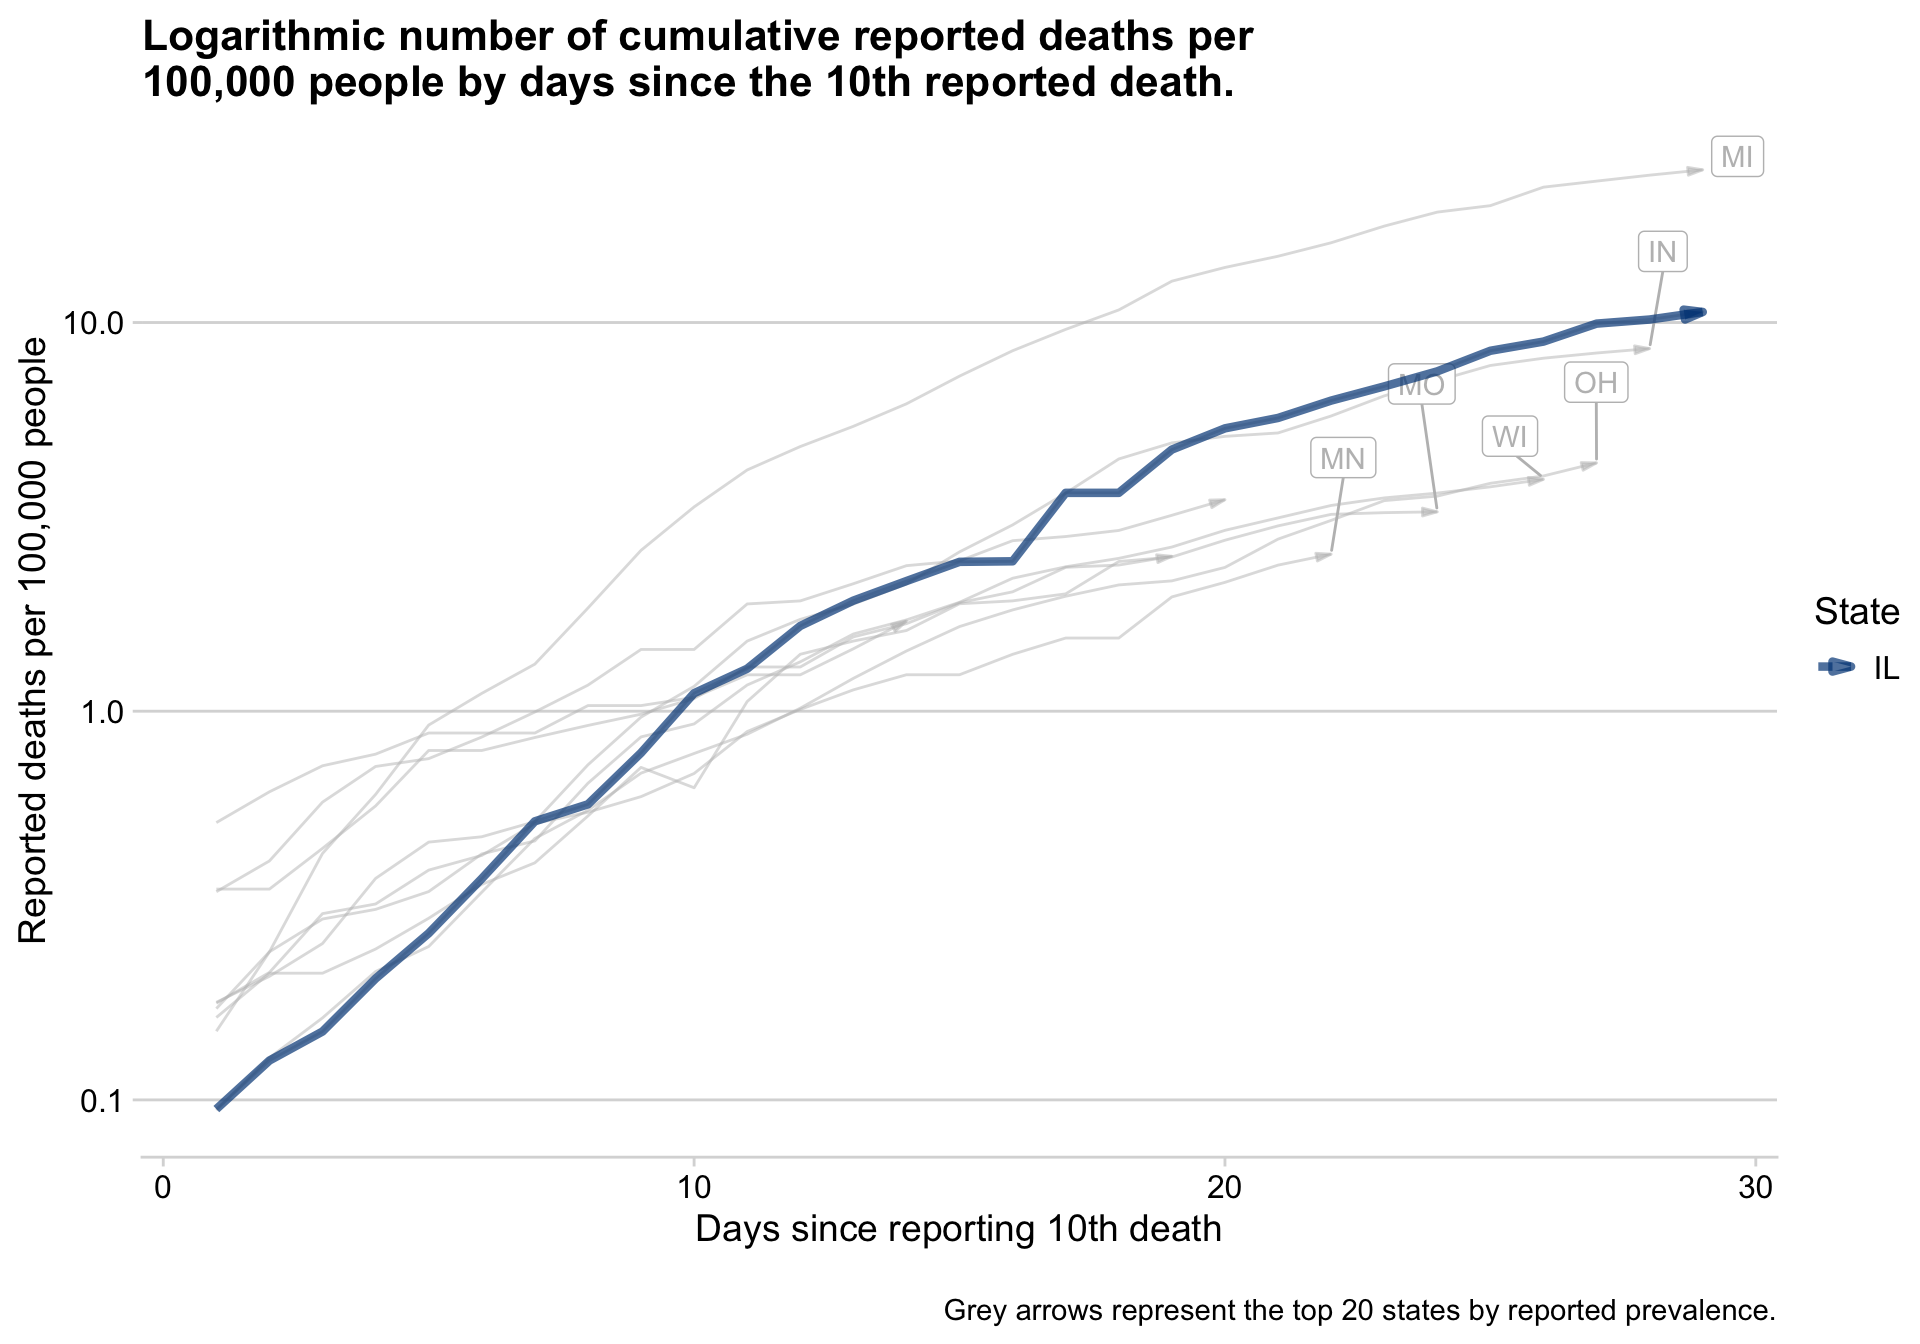 Logarithmic number of cumulative reported deaths per
100,000 people by days since the 10th reported death.
MI
IN
10.0
MO
OH
WI
MN
Reported deaths per 100,000 people
State
IL
1.0
0.1
0
10
20
30
Days since reporting 10th death
Grey arrows represent the top 20 states by reported prevalence.